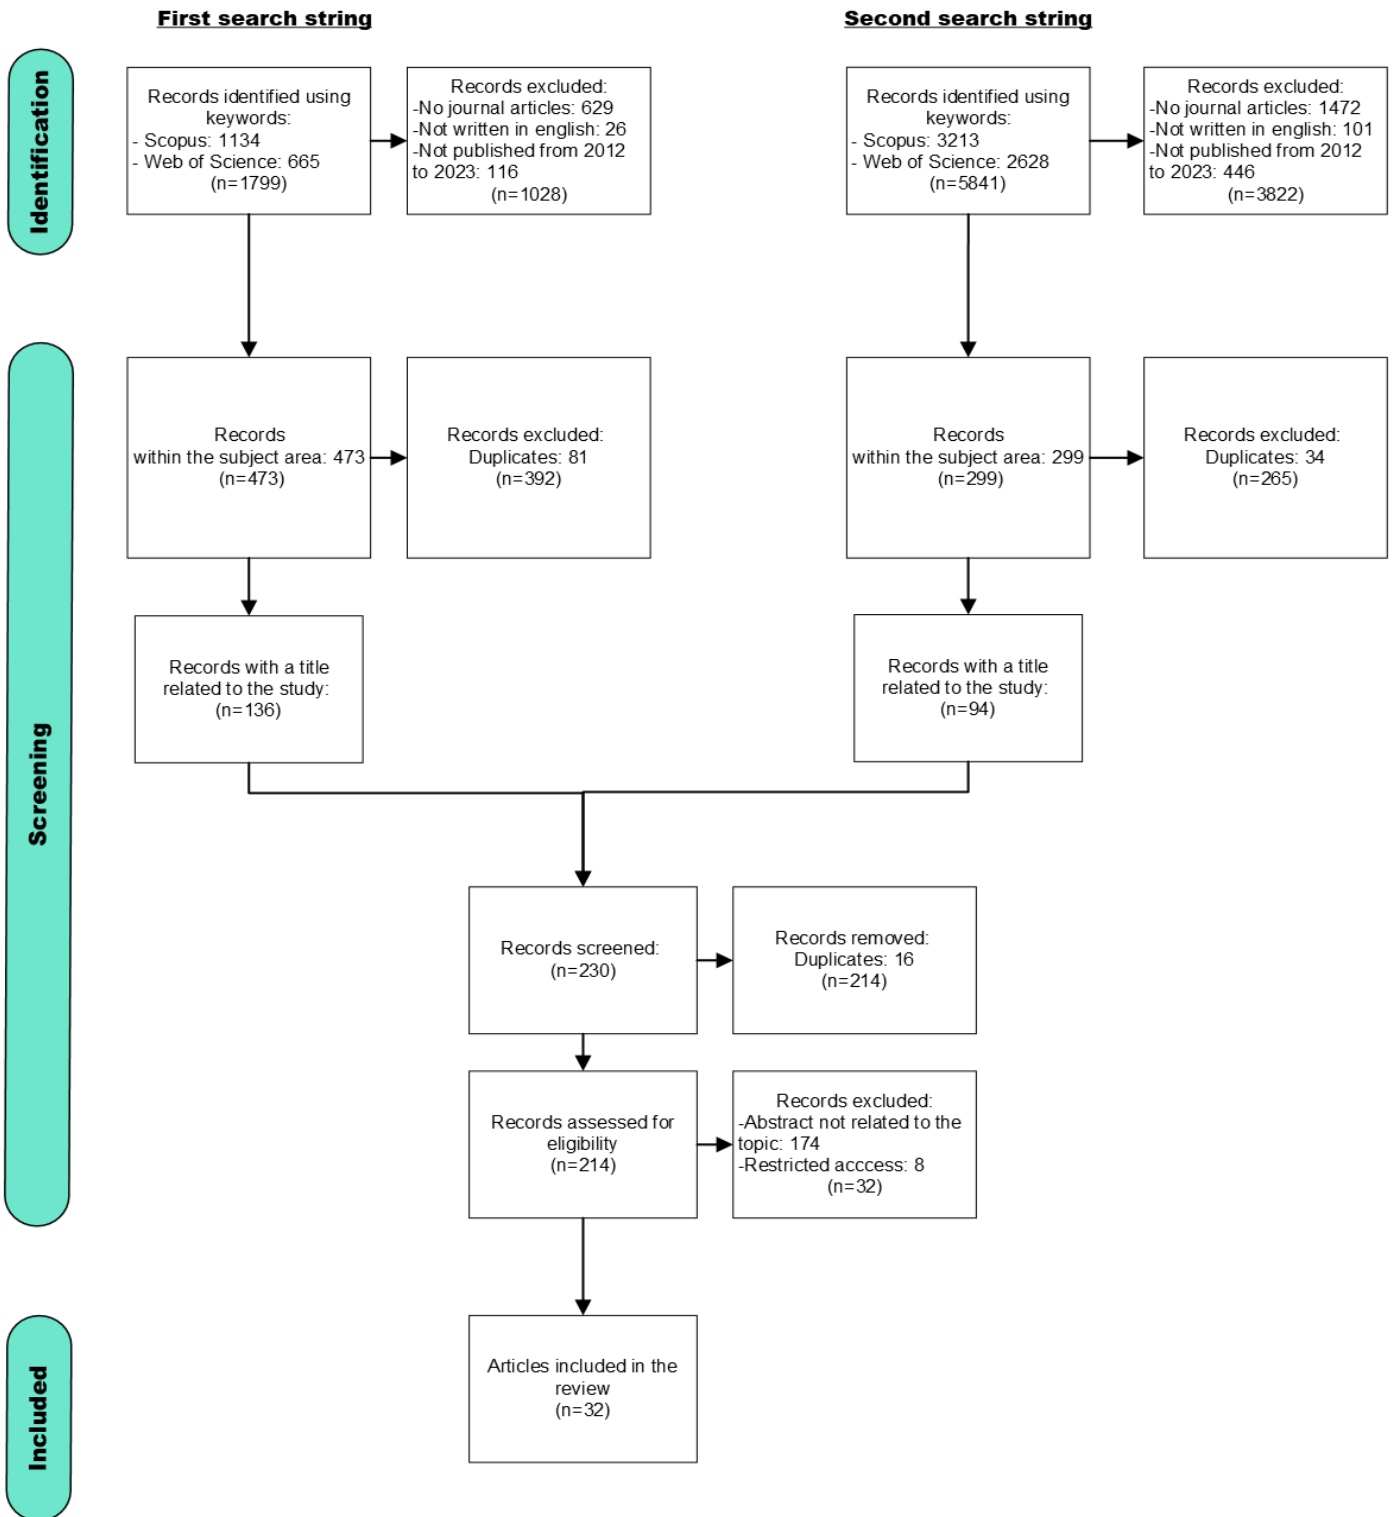 First search string
Second search string
Identification
Records identified using
keywords:
- Scopus: 1134
- Web of Science: 665
(n=1799)
Records excluded:
-No journal articles: 629
-Not written in english: 26
-Not published from 2012
to 2023: 116
(n=1028)
Records identified using
keywords:
- Scopus: 3213
- Web of Science: 2628
(n=5841)
Records excluded:
-No journal articles: 1472
-Not written in english: 101
-Not published from 2012
to 2023: 446
(n=3822)
Screening
Records
within the subject area: 473
(n=473)
Records excluded:
Duplicates: 81
(n=392)
Records
within the subject area: 299
(n=299)
Records excluded:
Duplicates: 34
(n=265)
Records with a title
related to the study:
(n=136)
Records with a title
related to the study:
(n=94)
Records screened:
(n=230)
Records removed:
Duplicates: 16
(n=214)
Records assessed for
eligibility
(n=214)
Records excluded:
-Abstract not related to the
topic: 174
-Restricted acccess: 8
(n=32)
Included
Articles included in the
review
(n=32)